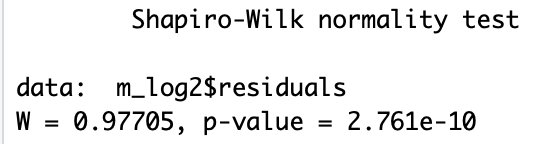 Shapiro-Wilk normality test
data:  m_log2$residuals
W = 0.97705, p-value = 2.761e-10